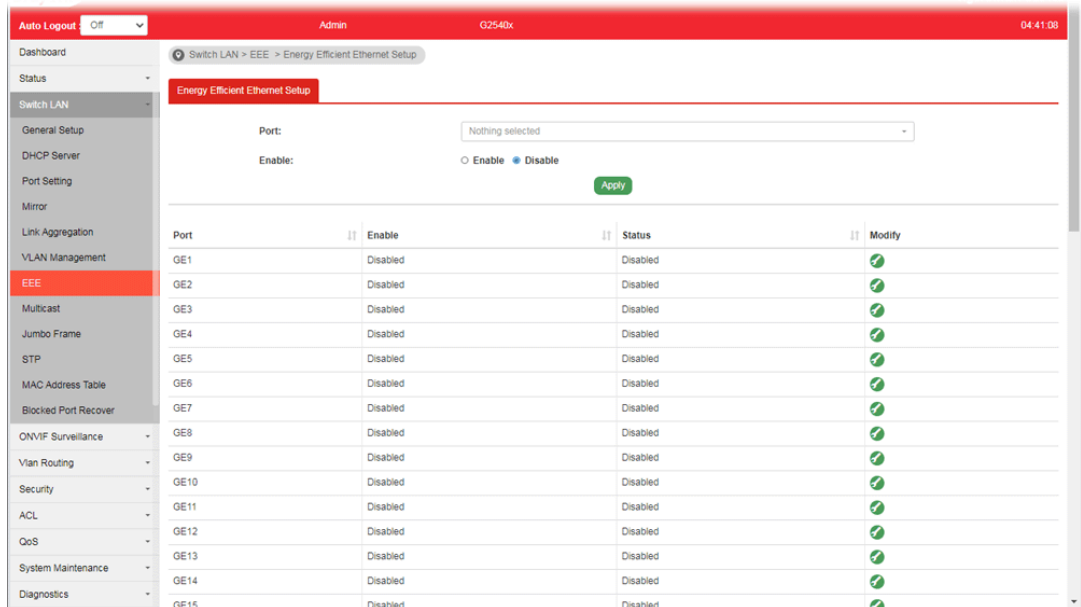 Auto Logout : Off Admin G2540x 04:41:08
Dashboard
Status
Switch LAN
General Setup
DHCP Server
Port Setting
Mirror
Link Aggregation
VLAN Management
EEE
Multicast
Jumbo Frame
STP
MAC Address Table
Blocked Port Recover
ONVIF Surveillance
Vlan Routing
Security
ACL
QoS
System Maintenance
Diagnostics
Switch LAN > EEE > Energy Efficient Ethernet Setup
Energy Efficient Ethernet Setup
Port: Nothing selected
Enable: Enable Disable
Apply
Port Enable Status Modify
GE1 Disabled Disabled
GE2 Disabled Disabled
GE3 Disabled Disabled
GE4 Disabled Disabled
GE5 Disabled Disabled
GE6 Disabled Disabled
GE7 Disabled Disabled
GE8 Disabled Disabled
GE9 Disabled Disabled
GE10 Disabled Disabled
GE11 Disabled Disabled
GE12 Disabled Disabled
GE13 Disabled Disabled
GE14 Disabled Disabled
GE15 Disabled Disabled